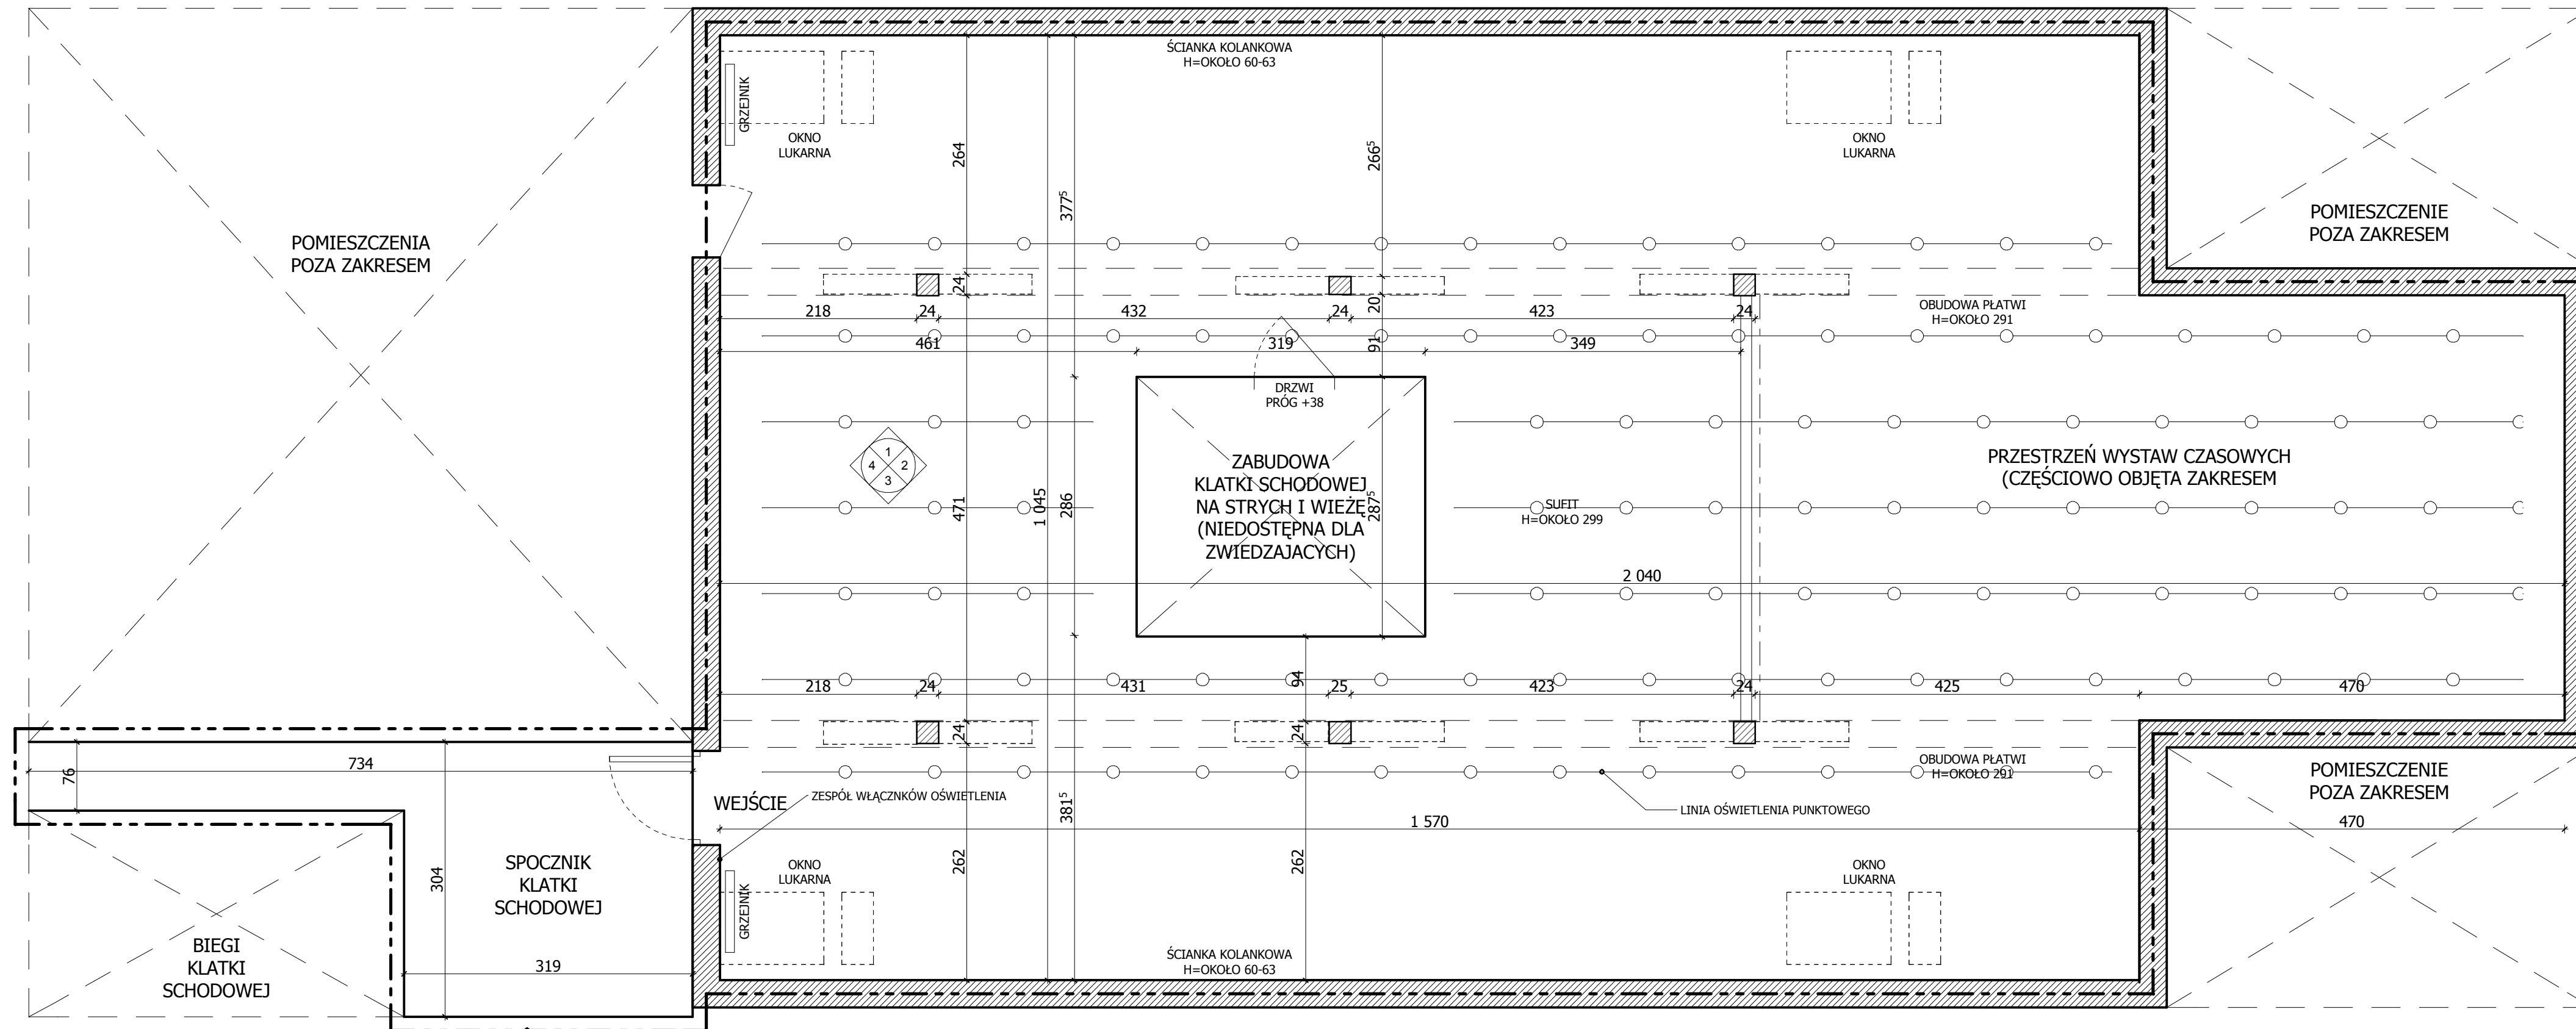 ŚCIANKA KOLANKOWA
H=OKOŁO 60-63
GRZEJNIK
OKNO
LUKARNA
OKNO
LUKARNA
264
266⁵
377⁵
POMIESZCZENIA
POZA ZAKRESEM
POMIESZCZENIE
POZA ZAKRESEM
24
20
218
24
432
24
423
24
OBUDOWA PŁATWI
H=OKOŁO 291
461
319
91
349
DRZWI
PRÓG +38
1
4 2
3
ZABUDOWA
KLATKI SCHODOWEJ
NA STRYCH I WIEŻĘ
(NIEDOSTĘPNA DLA
ZWIEDZAJACYCH)
PRZESTRZEŃ WYSTAW CZASOWYCH
(CZĘŚCIOWO OBJĘTA ZAKRESEM
471
1 045
286
287⁵
SUFIT
H=OKOŁO 299
2 040
94
218
24
431
25
423
24
425
470
24
24
734
76
OBUDOWA PŁATWI
H=OKOŁO 291
POMIESZCZENIE
POZA ZAKRESEM
WEJŚCIE
ZESPÓŁ WŁĄCZNKÓW OŚWIETLENIA
381⁵
LINIA OŚWIETLENIA PUNKTOWEGO
1 570
470
SPOCZNIK
KLATKI
SCHODOWEJ
304
262
262
OKNO
LUKARNA
OKNO
LUKARNA
GRZEJNIK
BIEGI
KLATKI
SCHODOWEJ
319
ŚCIANKA KOLANKOWA
H=OKOŁO 60-63